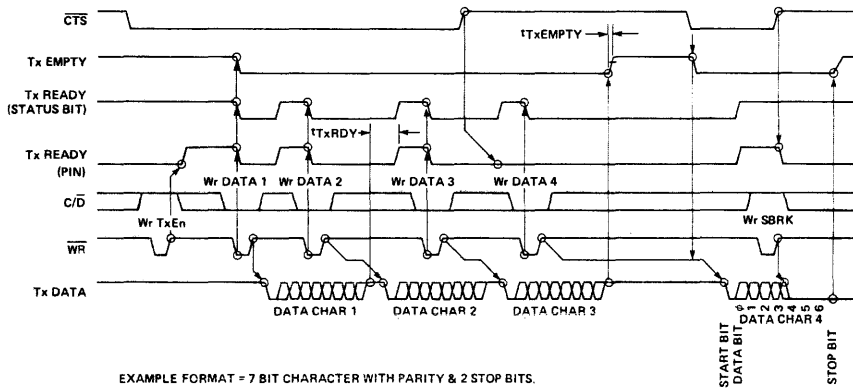 CTS
tTxEMPTY
Tx EMPTY
Tx READY
(STATUS BIT)
tTxRDY
Tx READY
(PIN)
Wr DATA 1 Wr DATA 2 Wr DATA 3 Wr DATA 4
C/D
Wr TxEn Wr SBRK
WR
Tx DATA
DATA CHAR 1 DATA CHAR 2 DATA CHAR 3 DATA CHAR 4
START BIT
DATA BIT
φ 1 2 3 4 5 6
STOP BIT
EXAMPLE FORMAT = 7 BIT CHARACTER WITH PARITY & 2 STOP BITS.